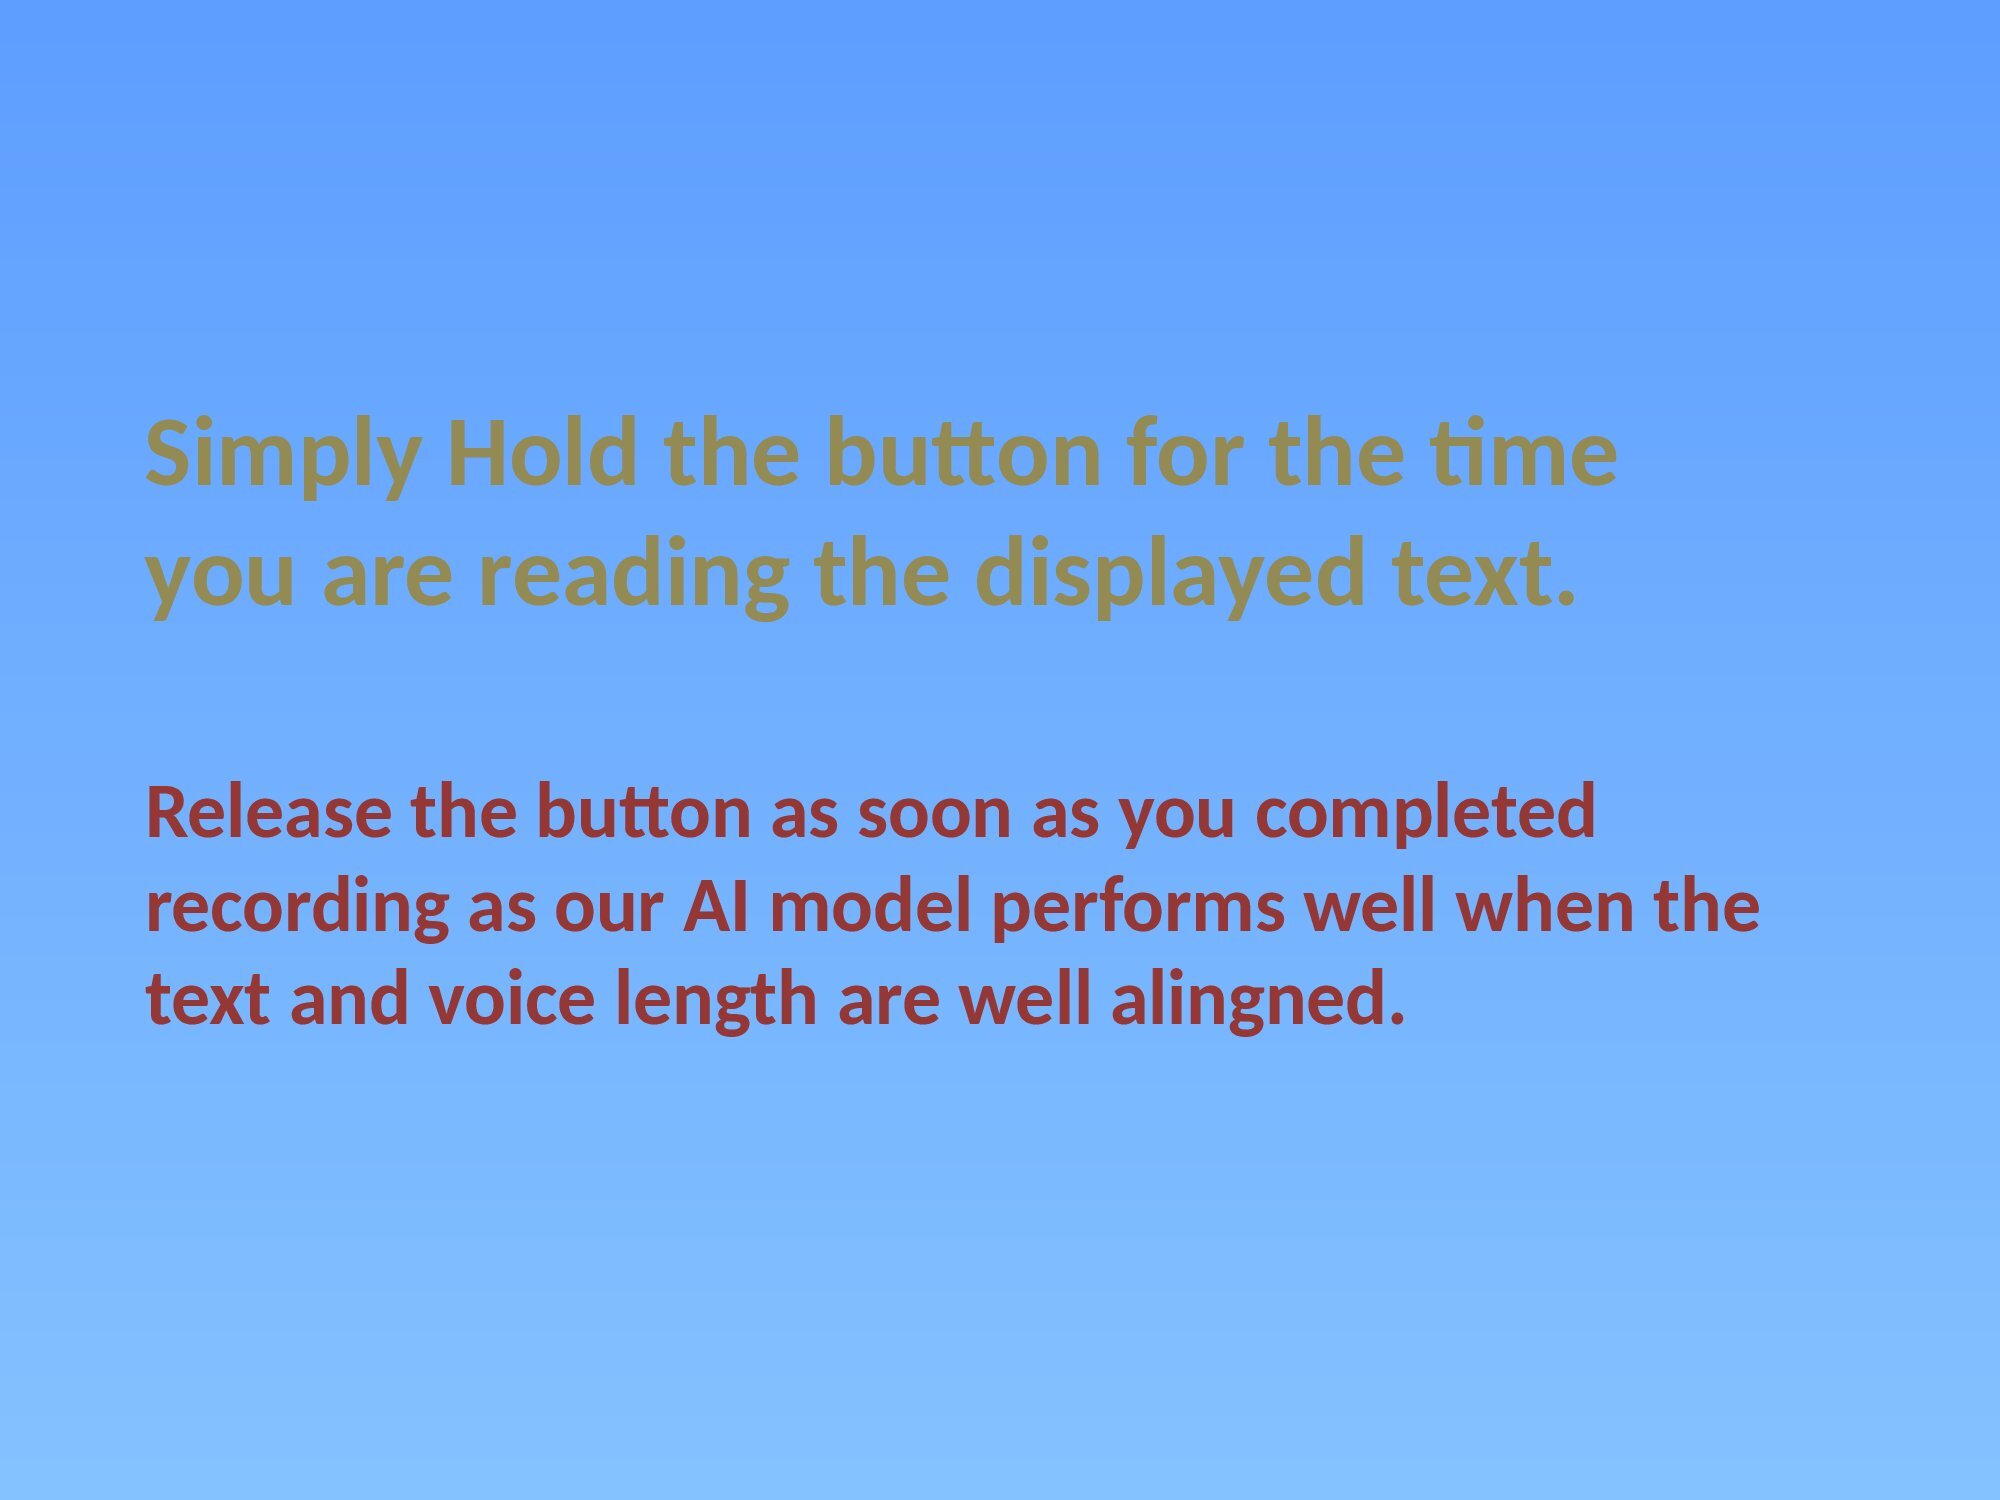 Simply Hold the button for the time
you are reading the displayed text.
Release the button as soon as you completed
recording as our AI model performs well when the
text and voice length are well alingned.